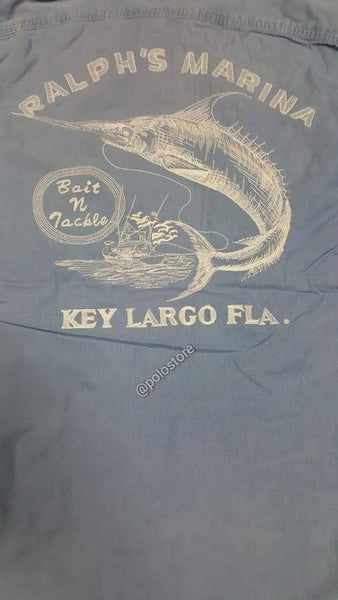 RALPH'S MARINA
Bait
N
Tackle
KEY LARGO FLA.
@polostore